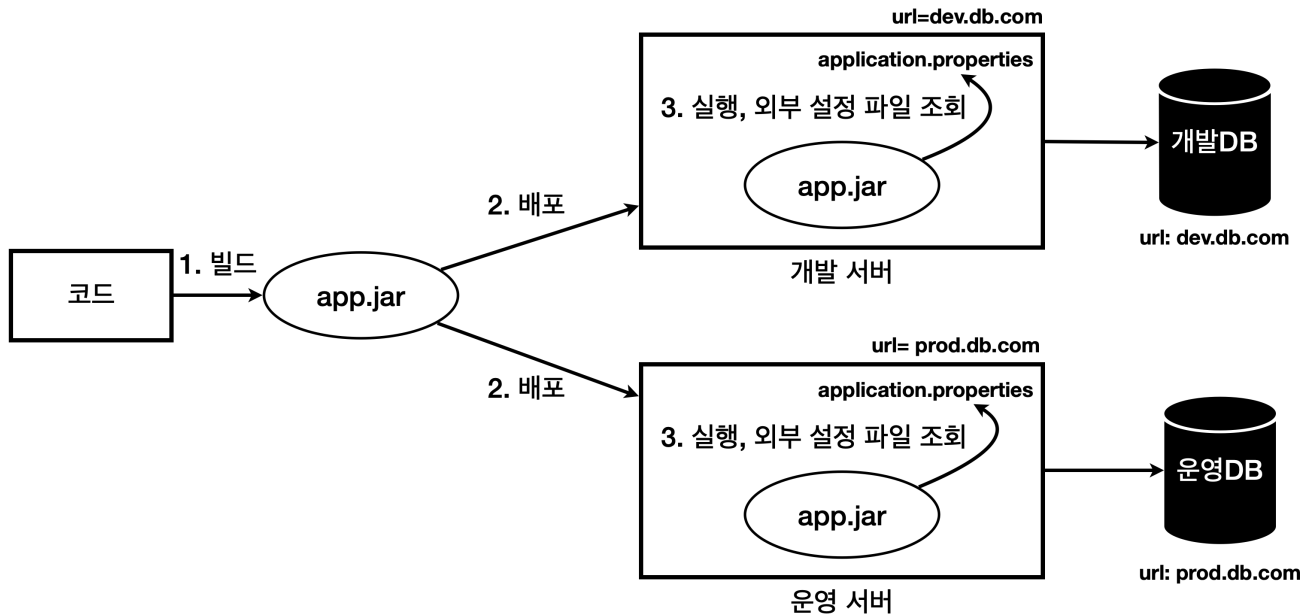 코드
1. 빌드
app.jar
2. 배포
url=dev.db.com
application.properties
3. 실행, 외부 설정 파일 조회
app.jar
개발 서버
개발DB
url: dev.db.com
2. 배포
url= prod.db.com
application.properties
3. 실행, 외부 설정 파일 조회
app.jar
운영 서버
운영DB
url: prod.db.com